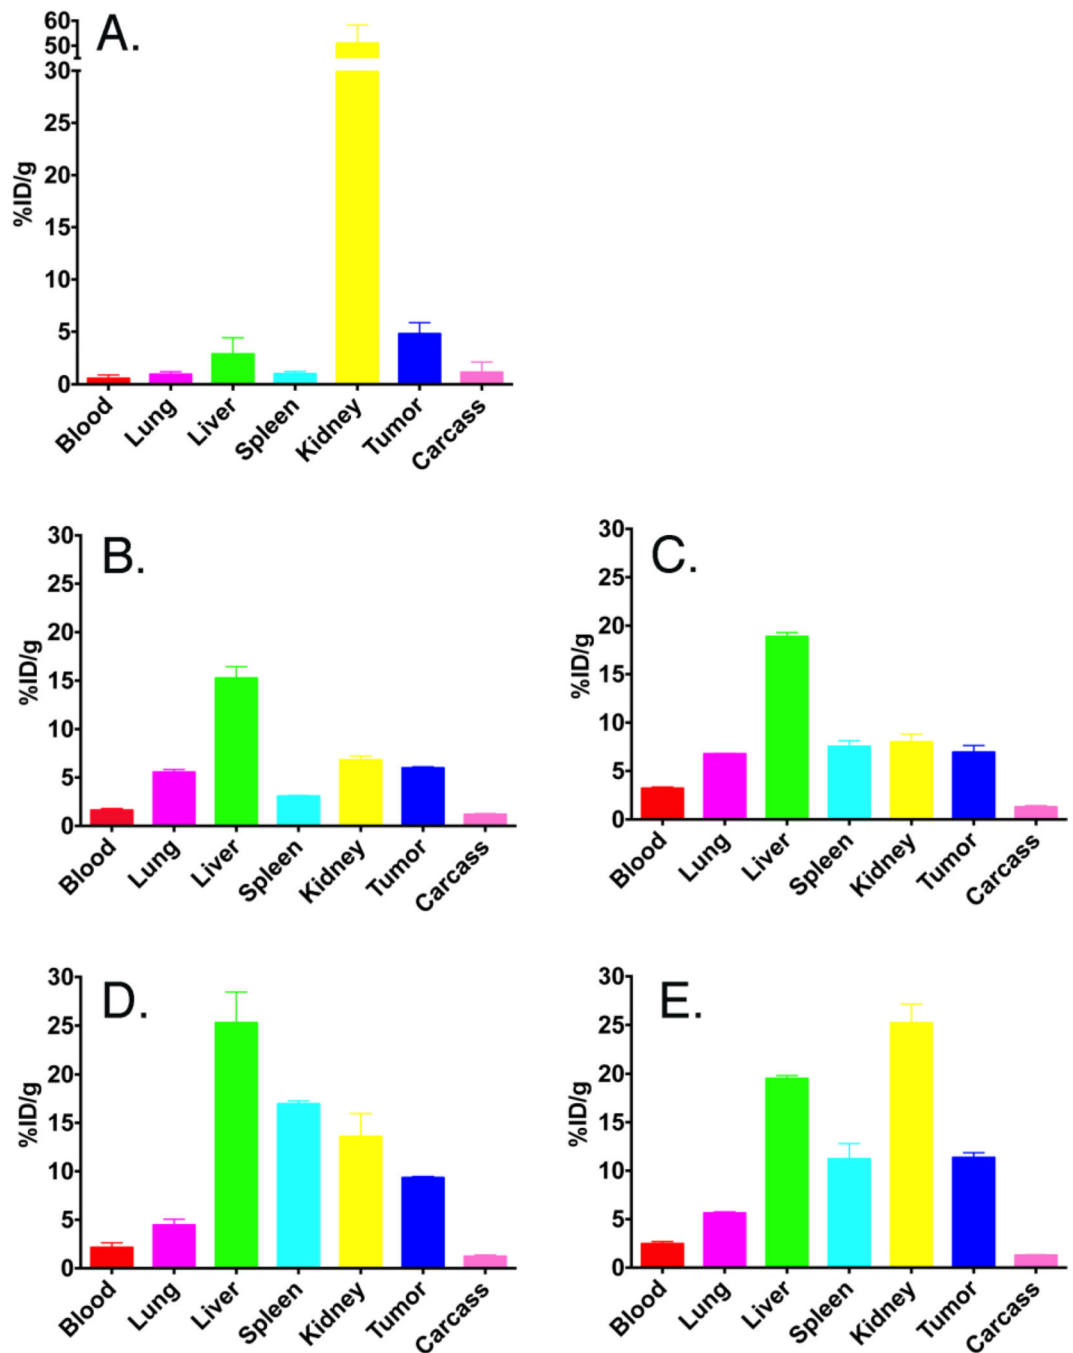 A.
60
50
30
25
20
15
10
5
0
%ID/g
Blood
Lung
Liver
Spleen
Kidney
Tumor
Carcass
B.
30
25
20
15
10
5
0
%ID/g
Blood
Lung
Liver
Spleen
Kidney
Tumor
Carcass
C.
30
25
20
15
10
5
0
%ID/g
Blood
Lung
Liver
Spleen
Kidney
Tumor
Carcass
D.
30
25
20
15
10
5
0
%ID/g
Blood
Lung
Liver
Spleen
Kidney
Tumor
Carcass
E.
30
25
20
15
10
5
0
%ID/g
Blood
Lung
Liver
Spleen
Kidney
Tumor
Carcass